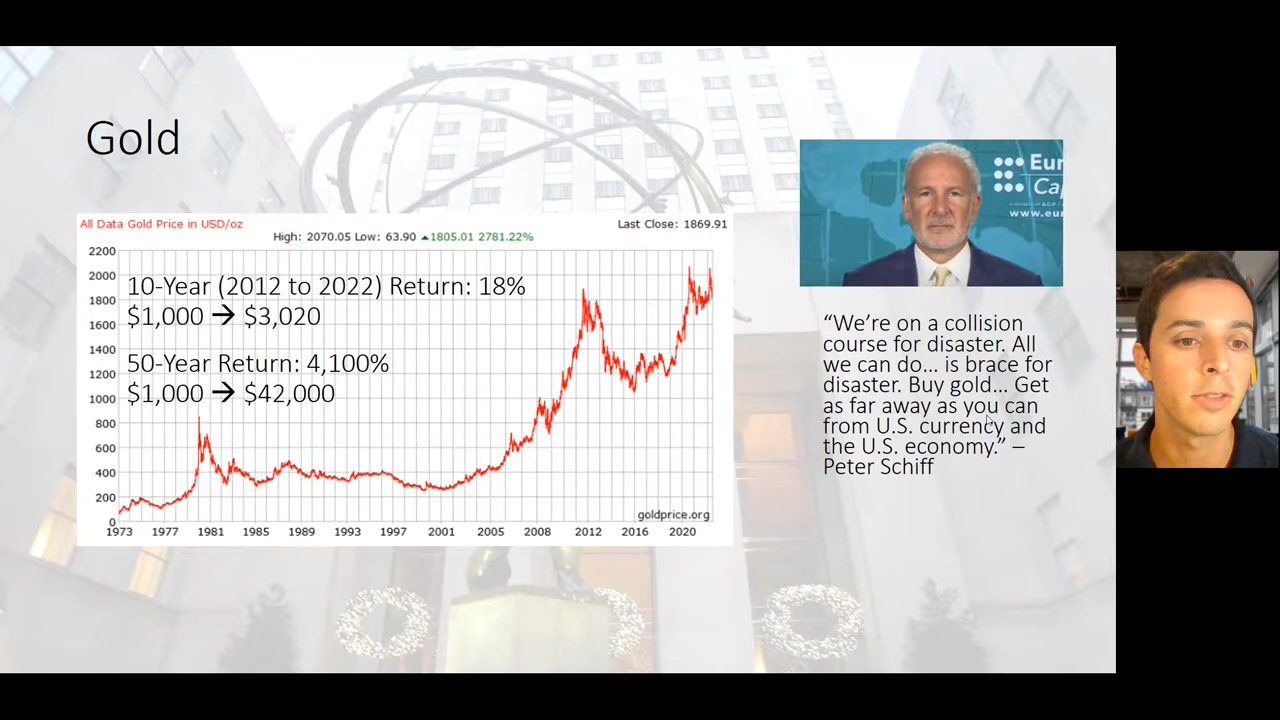 Gold
All Data Gold Price in USD/oz
Last Close: 1869.91
High: 2070.05 Low: 63.90 ▲1805.01 2781.22%
2200
2000
1800
1600
1400
1200
1000
800
600
400
200
0
10-Year (2012 to 2022) Return: 18%
$1,000 → $3,020
50-Year Return: 4,100%
$1,000 → $42,000
goldprice.org
1973 1977 1981 1985 1989 1993 1997 2001 2005 2008 2012 2016 2020
Eur
Cap
www.eur
“We’re on a collision
course for disaster. All
we can do… is brace for
disaster. Buy gold… Get
as far away as you can
from U.S. currency and
the U.S. economy.” –
Peter Schiff